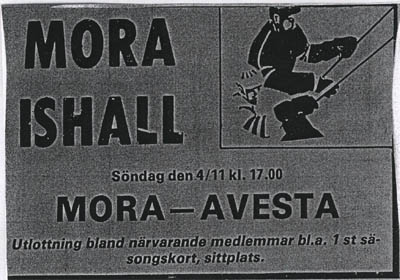 MORA
ISHALL
Söndag den 4/11 kl. 17.00
MORA—AVESTA
Utlottning bland närvarande medlemmar bl.a. 1 st sä-
songskort, sittplats.